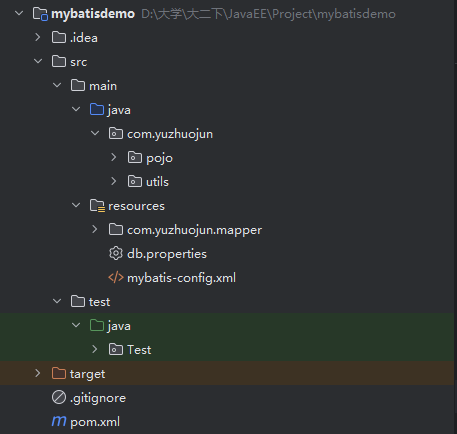 mybatisdemo D:\大学\大二下\JavaEE\Project\mybatisdemo
.idea
src
main
java
com.yuzhuojun
pojo
utils
resources
com.yuzhuojun.mapper
db.properties
mybatis-config.xml
test
java
Test
target
.gitignore
pom.xml